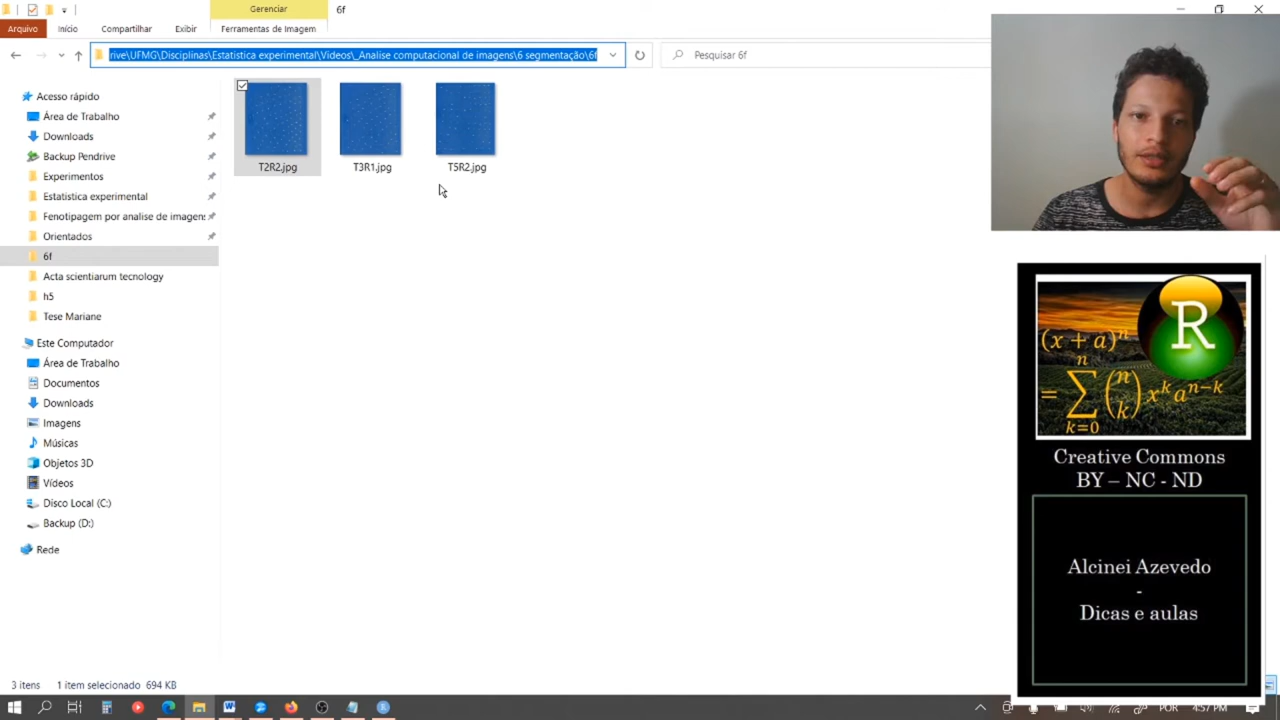 Gerenciar
6f
Arquivo
Início
Compartilhar
Exibir
Ferramentas de Imagem
rive\UFMG\Disciplinas\Estatistica experimental\Videos\_Analise computacional de imagens\6 segmentação\6f
Pesquisar 6f
Acesso rápido
Área de Trabalho
Downloads
Backup Pendrive
Experimentos
Estatistica experimental
Fenotipagem por analise de imagens
Orientados
6f
Acta scientiarum tecnology
h5
Tese Mariane
Este Computador
Área de Trabalho
Documentos
Downloads
Imagens
Músicas
Objetos 3D
Vídeos
Disco Local (C:)
Backup (D:)
Rede
T2R2.jpg
T3R1.jpg
T5R2.jpg
R
(x + a)ⁿ
n
= ∑ (n k) xᵏ aⁿ⁻ᵏ
k=0
Creative Commons
BY – NC - ND
Alcinei Azevedo
-
Dicas e aulas
3 itens
1 item selecionado 694 KB
POR
4:57 PM